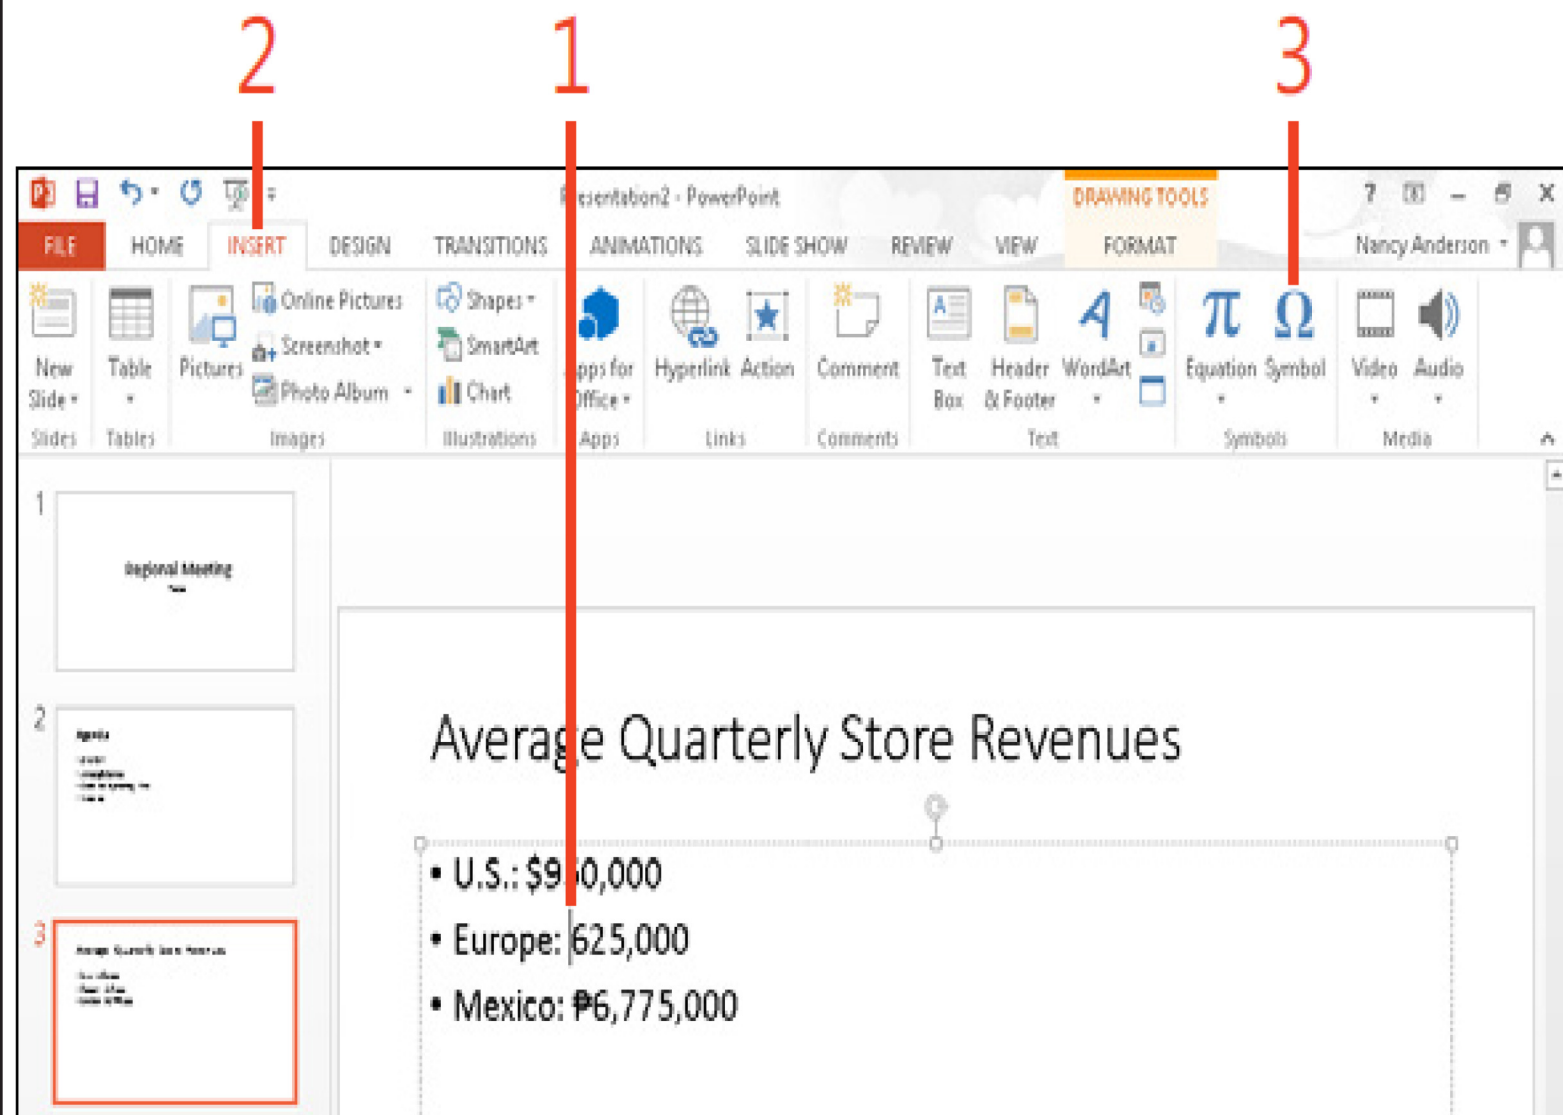 2 1 3
Presentation2 - PowerPoint DRAWING TOOLS ?
FILE HOME INSERT DESIGN TRANSITIONS ANIMATIONS SLIDE SHOW REVIEW VIEW FORMAT Nancy Anderson
Online Pictures Shapes
Screenshot SmartArt
Photo Album Chart
New Slide Table Pictures Apps for Office Hyperlink Action Comment Text Box Header & Footer WordArt Equation Symbol Video Audio
Slides Tables Images Illustrations Apps Links Comments Text Symbols Media
1
Regional Meeting
2
Agenda
3
Average Quarterly Store Revenues
Average Quarterly Store Revenues
• U.S.: $950,000
• Europe: 625,000
• Mexico: ₱6,775,000